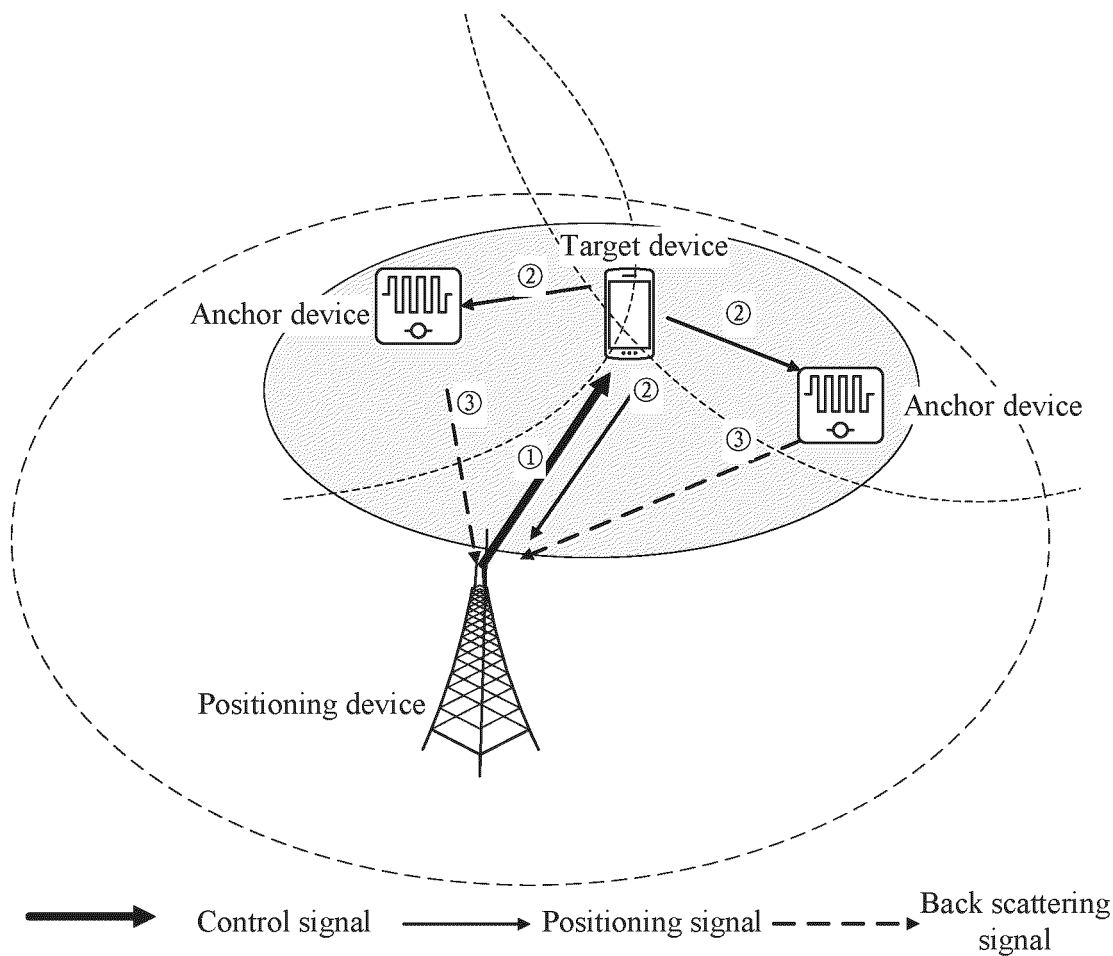 Target device
②
Anchor device
②
②
Anchor device
③
③
①
Positioning device
Control signal
Positioning signal
Back scattering
signal